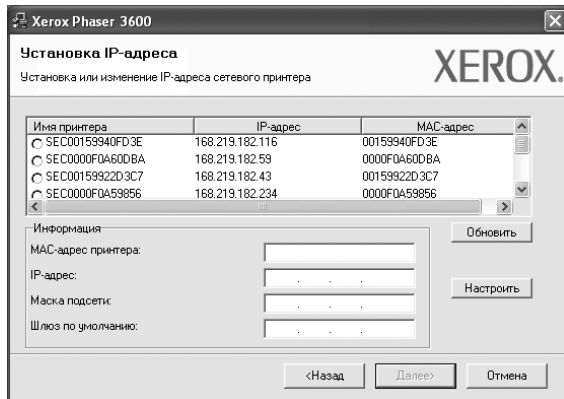 Xerox Phaser 3600
Установка IP-адреса
Установка или изменение IP-адреса сетевого принтера
XEROX.
Имя принтера IP-адрес MAC-адрес
SEC00159940FD3E 168.219.182.116 00159940FD3E
SEC0000F0A60DBA 168.219.182.59 0000F0A60DBA
SEC00159922D3C7 168.219.182.43 00159922D3C7
SEC0000F0A59856 168.219.182.234 0000F0A59856
Информация
Обновить
MAC-адрес принтера:
IP-адрес:
Настроить
Маска подсети:
Шлюз по умолчанию:
<Назад Далее> Отмена